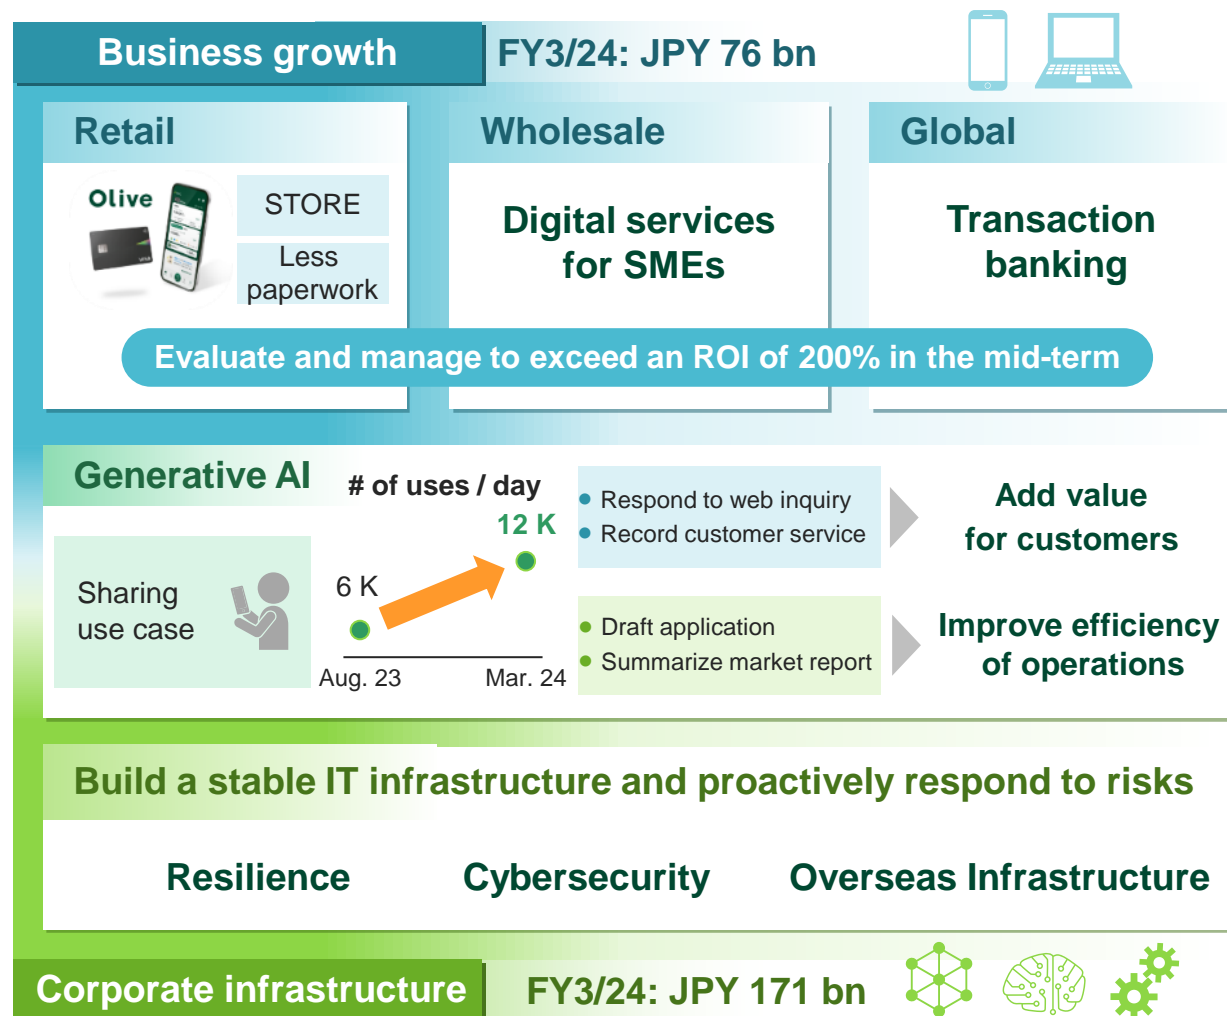 Business growth
FY3/24: JPY 76 bn
Retail
Olive
STORE
Less
paperwork
Wholesale
Digital services
for SMEs
Global
Transaction
banking
Evaluate and manage to exceed an ROI of 200% in the mid-term
Generative AI
Sharing
use case
# of uses / day
12 K
6 K
Aug. 23
Mar. 24
Respond to web inquiry
Record customer service
Add value
for customers
Draft application
Summarize market report
Improve efficiency
of operations
Build a stable IT infrastructure and proactively respond to risks
Resilience
Cybersecurity
Overseas Infrastructure
Corporate infrastructure
FY3/24: JPY 171 bn